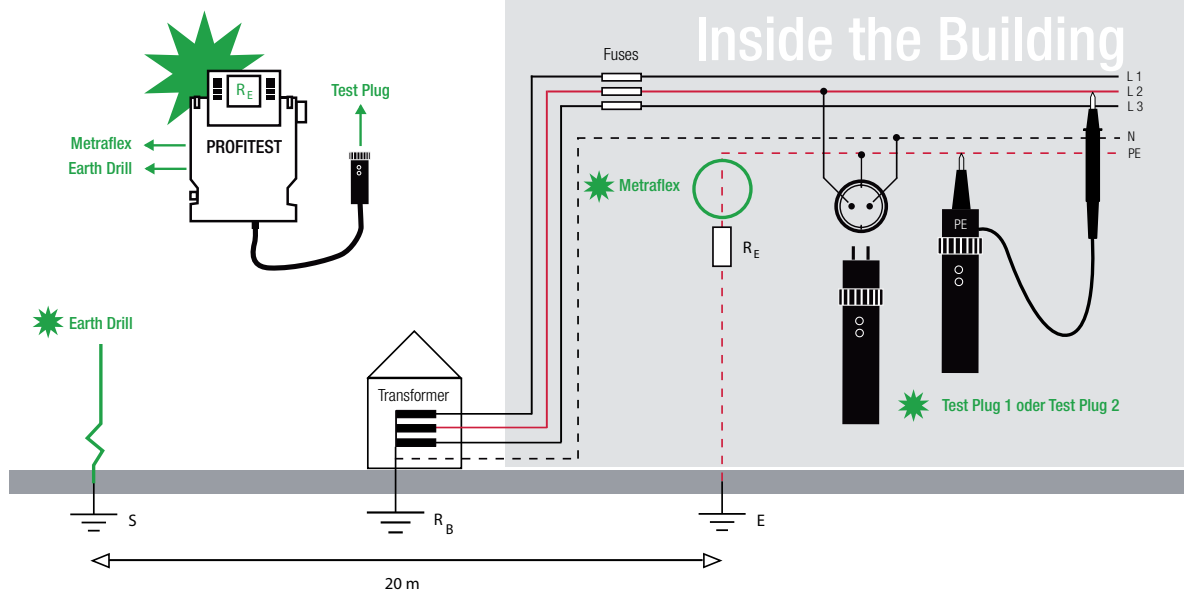 Inside the Building
Fuses
L 1
L 2
L 3
N
PE
R E
Test Plug
Metraflex
Earth Drill
PROFITEST
Metraflex
R E
PE
Earth Drill
Transformer
Test Plug 1 oder Test Plug 2
S
R B
E
20 m